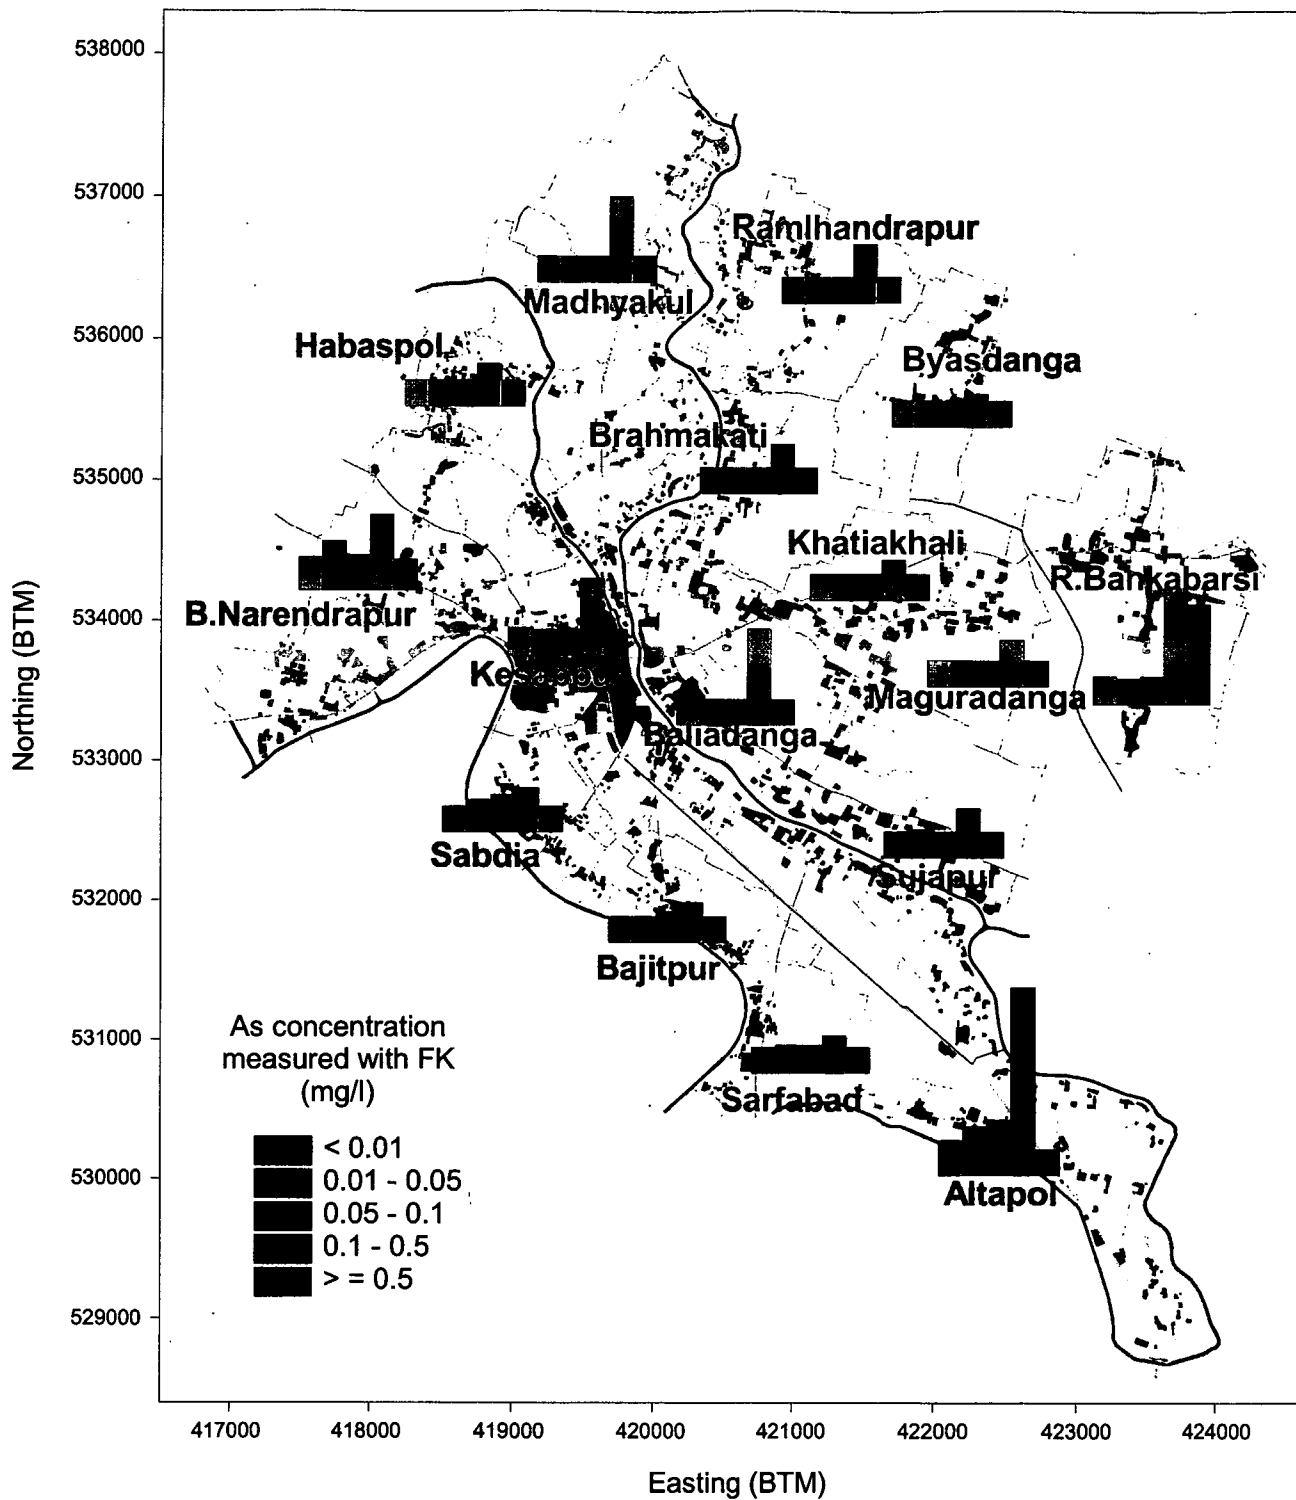 538000
537000
536000
535000
534000
533000
532000
531000
530000
529000
Northing (BTM)
Ramlhandrapur
Madhyakul
Habaspol
Byasdanga
Brahmakati
Khatiakhali
R.Bankabarsi
B.Narendrapur
Maguradanga
Baliadanga
Sabdia
Sujapur
Bajitpur
Sarfabad
Altapol
As concentration
measured with FK
(mg/l)
< 0.01
0.01 - 0.05
0.05 - 0.1
0.1 - 0.5
> = 0.5
417000 418000 419000 420000 421000 422000 423000 424000
Easting (BTM)